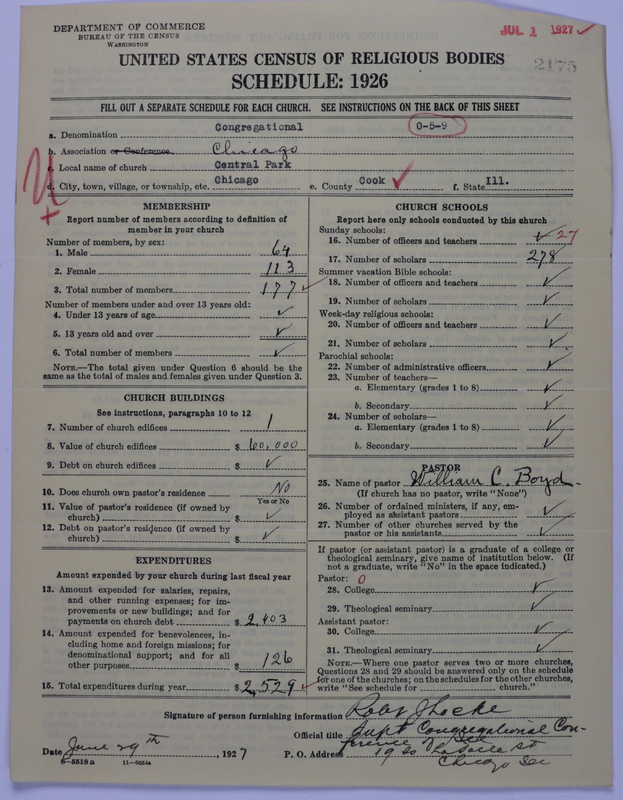 DEPARTMENT OF COMMERCE
BUREAU OF THE CENSUS
WASHINGTON
JUL 1 1927
2175
UNITED STATES CENSUS OF RELIGIOUS BODIES
SCHEDULE: 1926
FILL OUT A SEPARATE SCHEDULE FOR EACH CHURCH. SEE INSTRUCTIONS ON THE BACK OF THIS SHEET
a. Denomination Congregational 0-5-9
b. Association or Conference Chicago
c. Local name of church Central Park
d. City, town, village, or township, etc. Chicago e. County Cook f. State Ill.
MEMBERSHIP
Report number of members according to definition of
member in your church
Number of members, by sex:
1. Male 64
2. Female 113
3. Total number of members 177
Number of members under and over 13 years old:
4. Under 13 years of age ✓
5. 13 years old and over ✓
6. Total number of members ✓
NOTE.—The total given under Question 6 should be the
same as the total of males and females given under Question 3.
CHURCH BUILDINGS
See instructions, paragraphs 10 to 12
7. Number of church edifices 1
8. Value of church edifices $ 60,000
9. Debt on church edifices $ ✓
10. Does church own pastor's residence No
Yes or No
11. Value of pastor's residence (if owned by
church) $ ✓
12. Debt on pastor's residence (if owned by
church) $ ✓
EXPENDITURES
Amount expended by your church during last fiscal year
13. Amount expended for salaries, repairs,
and other running expenses; for im-
provements or new buildings; and for
payments on church debt $ 2,403
14. Amount expended for benevolences, in-
cluding home and foreign missions; for
denominational support; and for all
other purposes $ 126
15. Total expenditures during year $ 2,529
CHURCH SCHOOLS
Report here only schools conducted by this church
Sunday schools:
16. Number of officers and teachers ✓ 27
17. Number of scholars 278
Summer vacation Bible schools:
18. Number of officers and teachers ✓
19. Number of scholars ✓
Week-day religious schools:
20. Number of officers and teachers ✓
21. Number of scholars ✓
Parochial schools:
22. Number of administrative officers ✓
23. Number of teachers—
a. Elementary (grades 1 to 8) ✓
b. Secondary ✓
24. Number of scholars—
a. Elementary (grades 1 to 8) ✓
b. Secondary ✓
PASTOR
25. Name of pastor William C. Boyd
(If church has no pastor, write "None")
26. Number of ordained ministers, if any, em-
ployed as assistant pastors ✓
27. Number of other churches served by the
pastor or his assistants ✓
If pastor (or assistant pastor) is a graduate of a college or
theological seminary, give name of institution below. (If
not a graduate, write "No" in the space indicated.)
Pastor: 0
28. College ✓
29. Theological seminary ✓
Assistant pastor:
30. College ✓
31. Theological seminary ✓
NOTE.—Where one pastor serves two or more churches,
Questions 28 and 29 should be answered only on the schedule
for one of the churches; on the schedules for the other churches,
write "See schedule for church."
Signature of person furnishing information Robt J Locke
Official title Supt Congregational Con-
ference
Date June 29th, 1927 P. O. Address 19 So La Salle st
Chicago
8-5518a 11-9054a